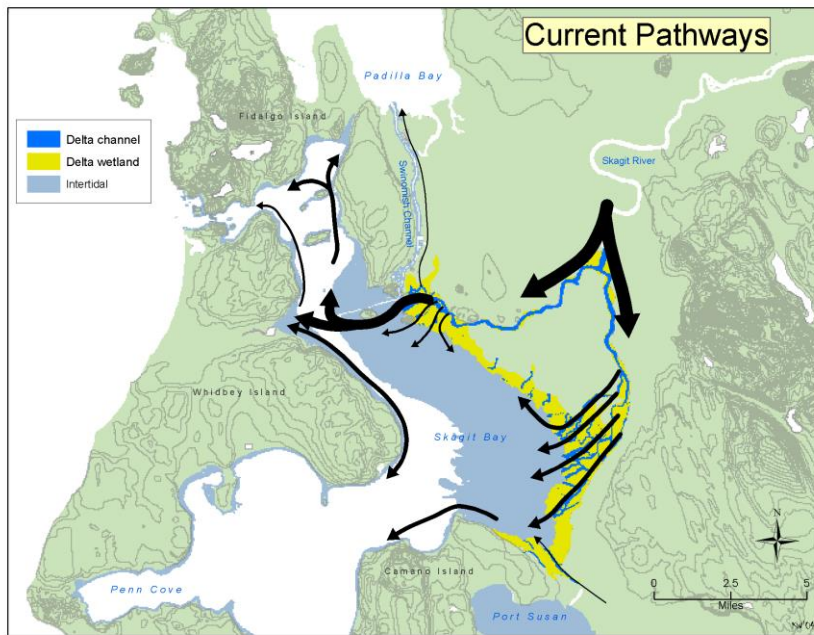 Current Pathways
Padilla Bay
Fidalgo Island
Delta channel
Delta wetland
Intertidal
Skagit River
Swinomish Channel
Whidbey Island
Skagit Bay
N
Camano Island
Penn Cove
Port Susan
0 2.5 5
Miles